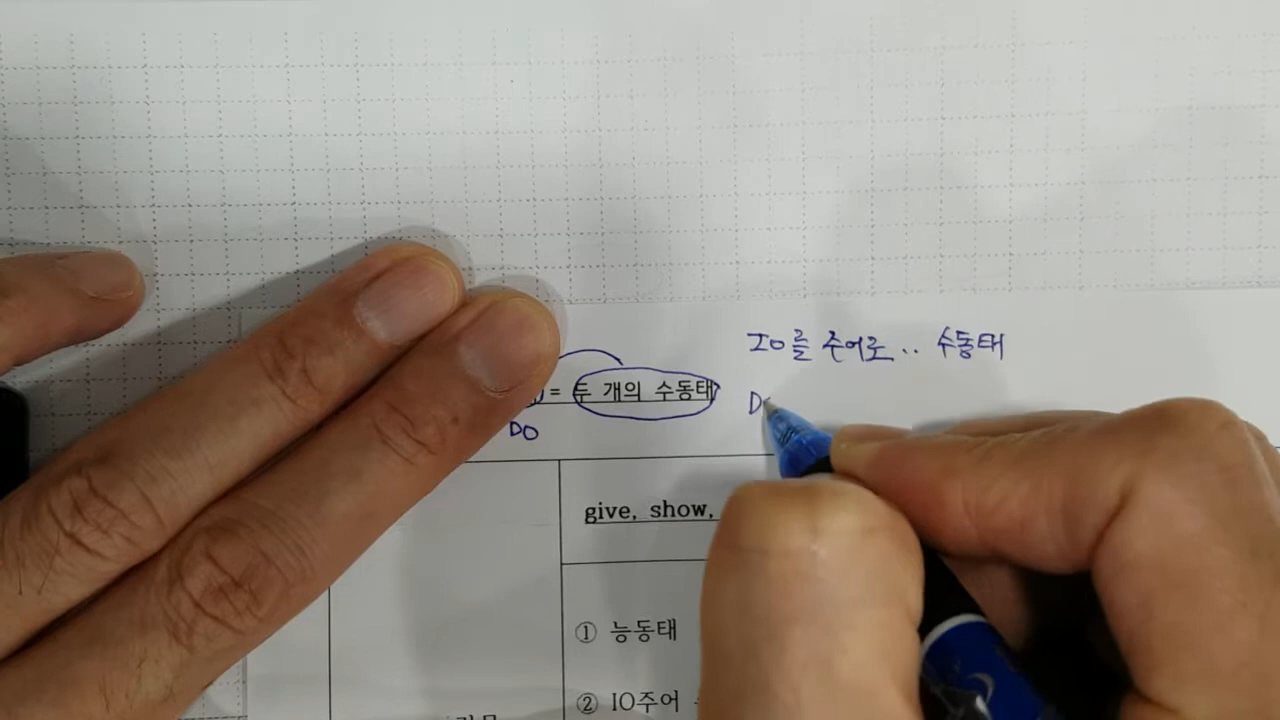 IO를 주어로.. 수동태
= 두 개의 수동태
DO
give, show,
① 능동태
② IO주어